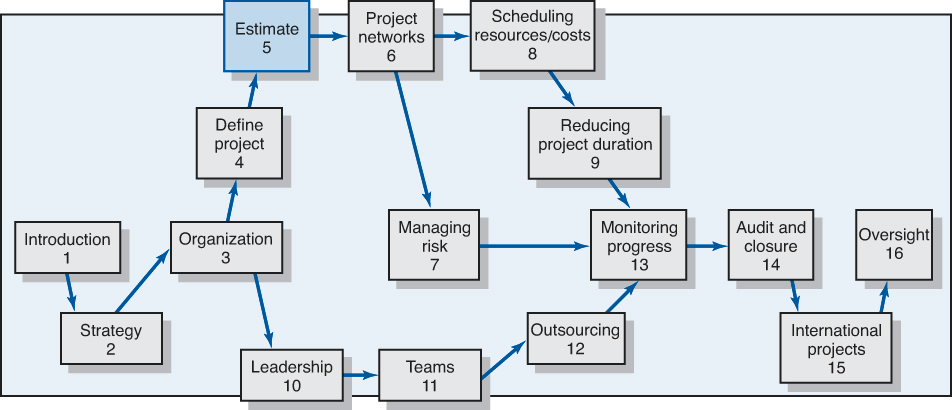 Estimate
5
Project
networks
6
Scheduling
resources/costs
8
Define
project
4
Reducing
project duration
9
Introduction
1
Organization
3
Managing
risk
7
Monitoring
progress
13
Audit and
closure
14
Oversight
16
Strategy
2
Outsourcing
12
International
projects
15
Leadership
10
Teams
11